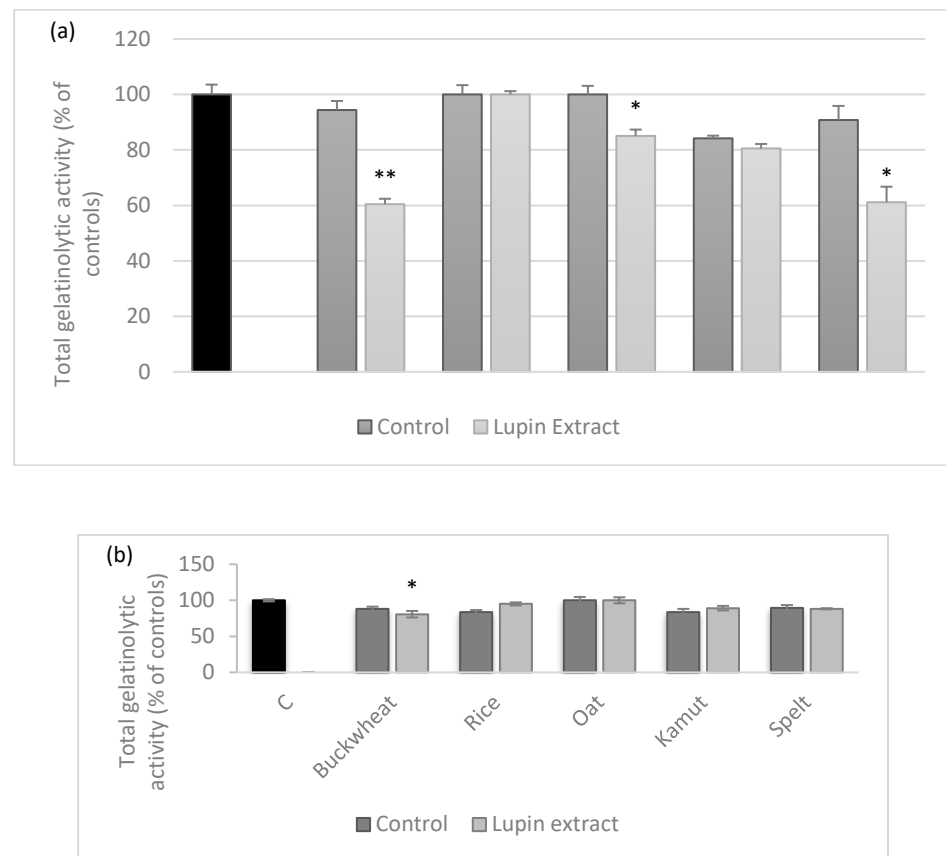 (a)
Total gelatinolytic activity (% of
controls)
120
100
80
60
40
20
0
**
*
*
Control Lupin Extract
(b)
Total gelatinolytic
activity (% of controls)
150
100
50
0
*
C Buckwheat Rice Oat Kamut Spelt
Control Lupin extract